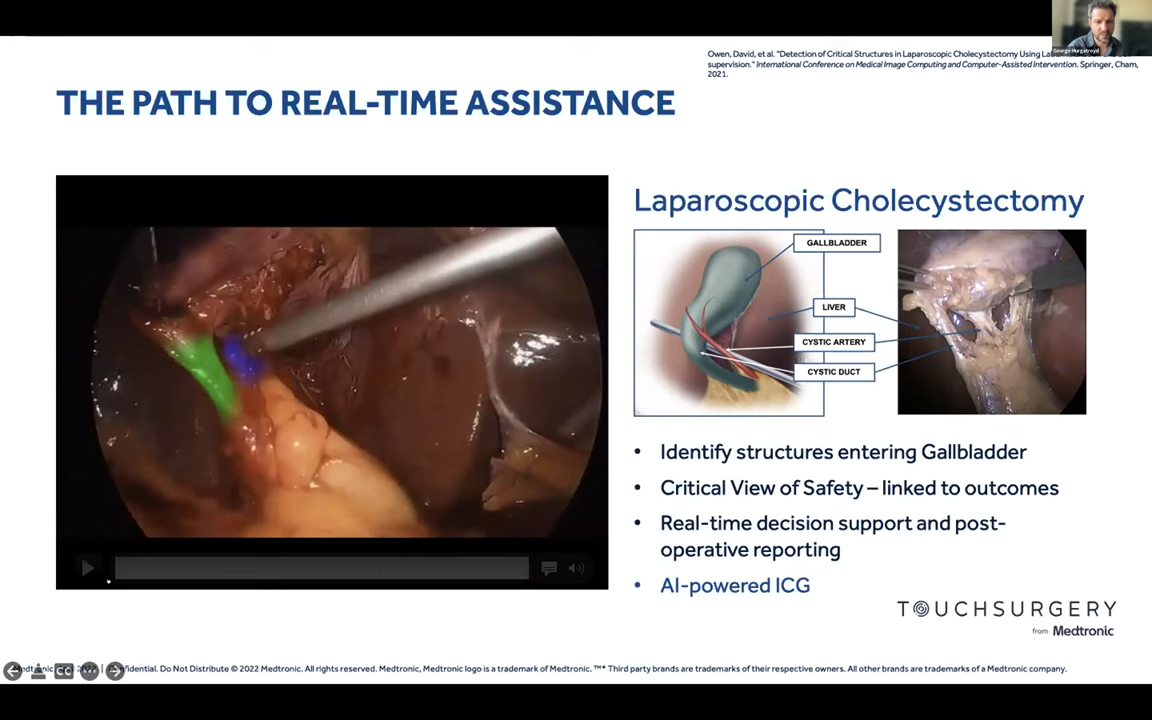 George Murgatroyd
Owen, David, et al. "Detection of Critical Structures in Laparoscopic Cholecystectomy Using La
supervision." International Conference on Medical Image Computing and Computer-Assisted Intervention. Springer, Cham,
2021.
THE PATH TO REAL-TIME ASSISTANCE
Laparoscopic Cholecystectomy
GALLBLADDER
LIVER
CYSTIC ARTERY
CYSTIC DUCT
• Identify structures entering Gallbladder
• Critical View of Safety – linked to outcomes
• Real-time decision support and post-
operative reporting
• AI-powered ICG
TOUCHSURGERY
from Medtronic
Confidential. Do Not Distribute © 2022 Medtronic. All rights reserved. Medtronic, Medtronic logo is a trademark of Medtronic. ™* Third party brands are trademarks of their respective owners. All other brands are trademarks of a Medtronic company.